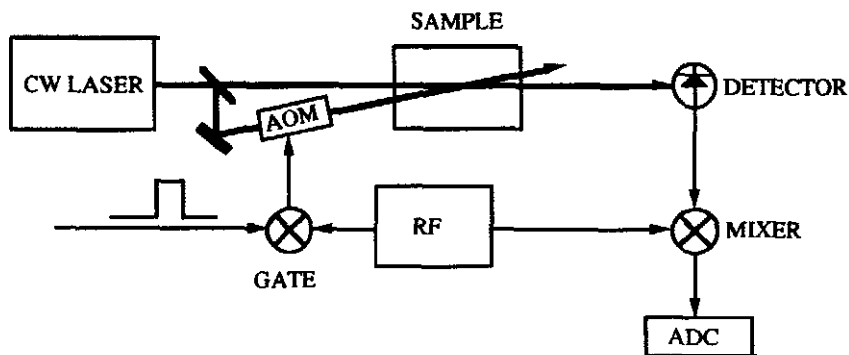 SAMPLE
CW LASER
AOM
DETECTOR
RF
GATE
MIXER
ADC